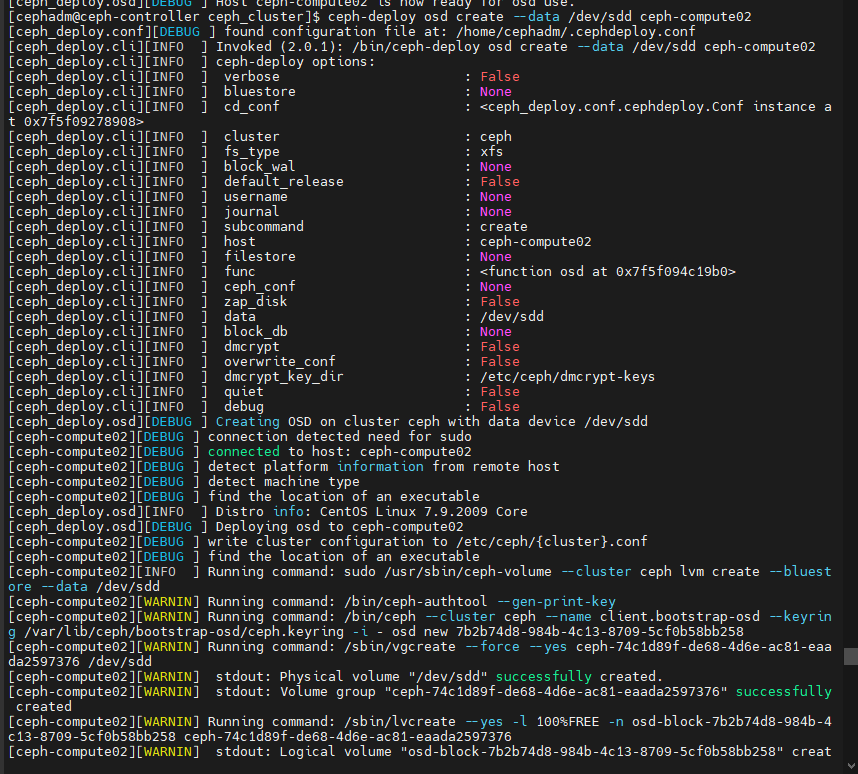 [ceph_deploy.osd][DEBUG ] Host ceph-compute02 is now ready for osd use.
[cephadm@ceph-controller ceph_cluster]$ ceph-deploy osd create --data /dev/sdd ceph-compute02
[ceph_deploy.conf][DEBUG ] found configuration file at: /home/cephadm/.cephdeploy.conf
[ceph_deploy.cli][INFO  ] Invoked (2.0.1): /bin/ceph-deploy osd create --data /dev/sdd ceph-compute02
[ceph_deploy.cli][INFO  ] ceph-deploy options:
[ceph_deploy.cli][INFO  ]  verbose                       : False
[ceph_deploy.cli][INFO  ]  bluestore                     : None
[ceph_deploy.cli][INFO  ]  cd_conf                       : <ceph_deploy.conf.cephdeploy.Conf instance a
t 0x7f5f09278908>
[ceph_deploy.cli][INFO  ]  cluster                       : ceph
[ceph_deploy.cli][INFO  ]  fs_type                       : xfs
[ceph_deploy.cli][INFO  ]  block_wal                     : None
[ceph_deploy.cli][INFO  ]  default_release               : False
[ceph_deploy.cli][INFO  ]  username                      : None
[ceph_deploy.cli][INFO  ]  journal                       : None
[ceph_deploy.cli][INFO  ]  subcommand                    : create
[ceph_deploy.cli][INFO  ]  host                          : ceph-compute02
[ceph_deploy.cli][INFO  ]  filestore                     : None
[ceph_deploy.cli][INFO  ]  func                          : <function osd at 0x7f5f094c19b0>
[ceph_deploy.cli][INFO  ]  ceph_conf                     : None
[ceph_deploy.cli][INFO  ]  zap_disk                      : False
[ceph_deploy.cli][INFO  ]  data                          : /dev/sdd
[ceph_deploy.cli][INFO  ]  block_db                      : None
[ceph_deploy.cli][INFO  ]  dmcrypt                       : False
[ceph_deploy.cli][INFO  ]  overwrite_conf                : False
[ceph_deploy.cli][INFO  ]  dmcrypt_key_dir               : /etc/ceph/dmcrypt-keys
[ceph_deploy.cli][INFO  ]  quiet                         : False
[ceph_deploy.cli][INFO  ]  debug                         : False
[ceph_deploy.osd][DEBUG ] Creating OSD on cluster ceph with data device /dev/sdd
[ceph-compute02][DEBUG ] connection detected need for sudo
[ceph-compute02][DEBUG ] connected to host: ceph-compute02
[ceph-compute02][DEBUG ] detect platform information from remote host
[ceph-compute02][DEBUG ] detect machine type
[ceph-compute02][DEBUG ] find the location of an executable
[ceph_deploy.osd][INFO  ] Distro info: CentOS Linux 7.9.2009 Core
[ceph_deploy.osd][DEBUG ] Deploying osd to ceph-compute02
[ceph-compute02][DEBUG ] write cluster configuration to /etc/ceph/{cluster}.conf
[ceph-compute02][DEBUG ] find the location of an executable
[ceph-compute02][INFO  ] Running command: sudo /usr/sbin/ceph-volume --cluster ceph lvm create --bluest
ore --data /dev/sdd
[ceph-compute02][WARNIN] Running command: /bin/ceph-authtool --gen-print-key
[ceph-compute02][WARNIN] Running command: /bin/ceph --cluster ceph --name client.bootstrap-osd --keyrin
g /var/lib/ceph/bootstrap-osd/ceph.keyring -i - osd new 7b2b74d8-984b-4c13-8709-5cf0b58bb258
[ceph-compute02][WARNIN] Running command: /sbin/vgcreate --force --yes ceph-74c1d89f-de68-4d6e-ac81-eaa
da2597376 /dev/sdd
[ceph-compute02][WARNIN]  stdout: Physical volume "/dev/sdd" successfully created.
[ceph-compute02][WARNIN]  stdout: Volume group "ceph-74c1d89f-de68-4d6e-ac81-eaada2597376" successfully
 created
[ceph-compute02][WARNIN] Running command: /sbin/lvcreate --yes -l 100%FREE -n osd-block-7b2b74d8-984b-4
c13-8709-5cf0b58bb258 ceph-74c1d89f-de68-4d6e-ac81-eaada2597376
[ceph-compute02][WARNIN]  stdout: Logical volume "osd-block-7b2b74d8-984b-4c13-8709-5cf0b58bb258" creat